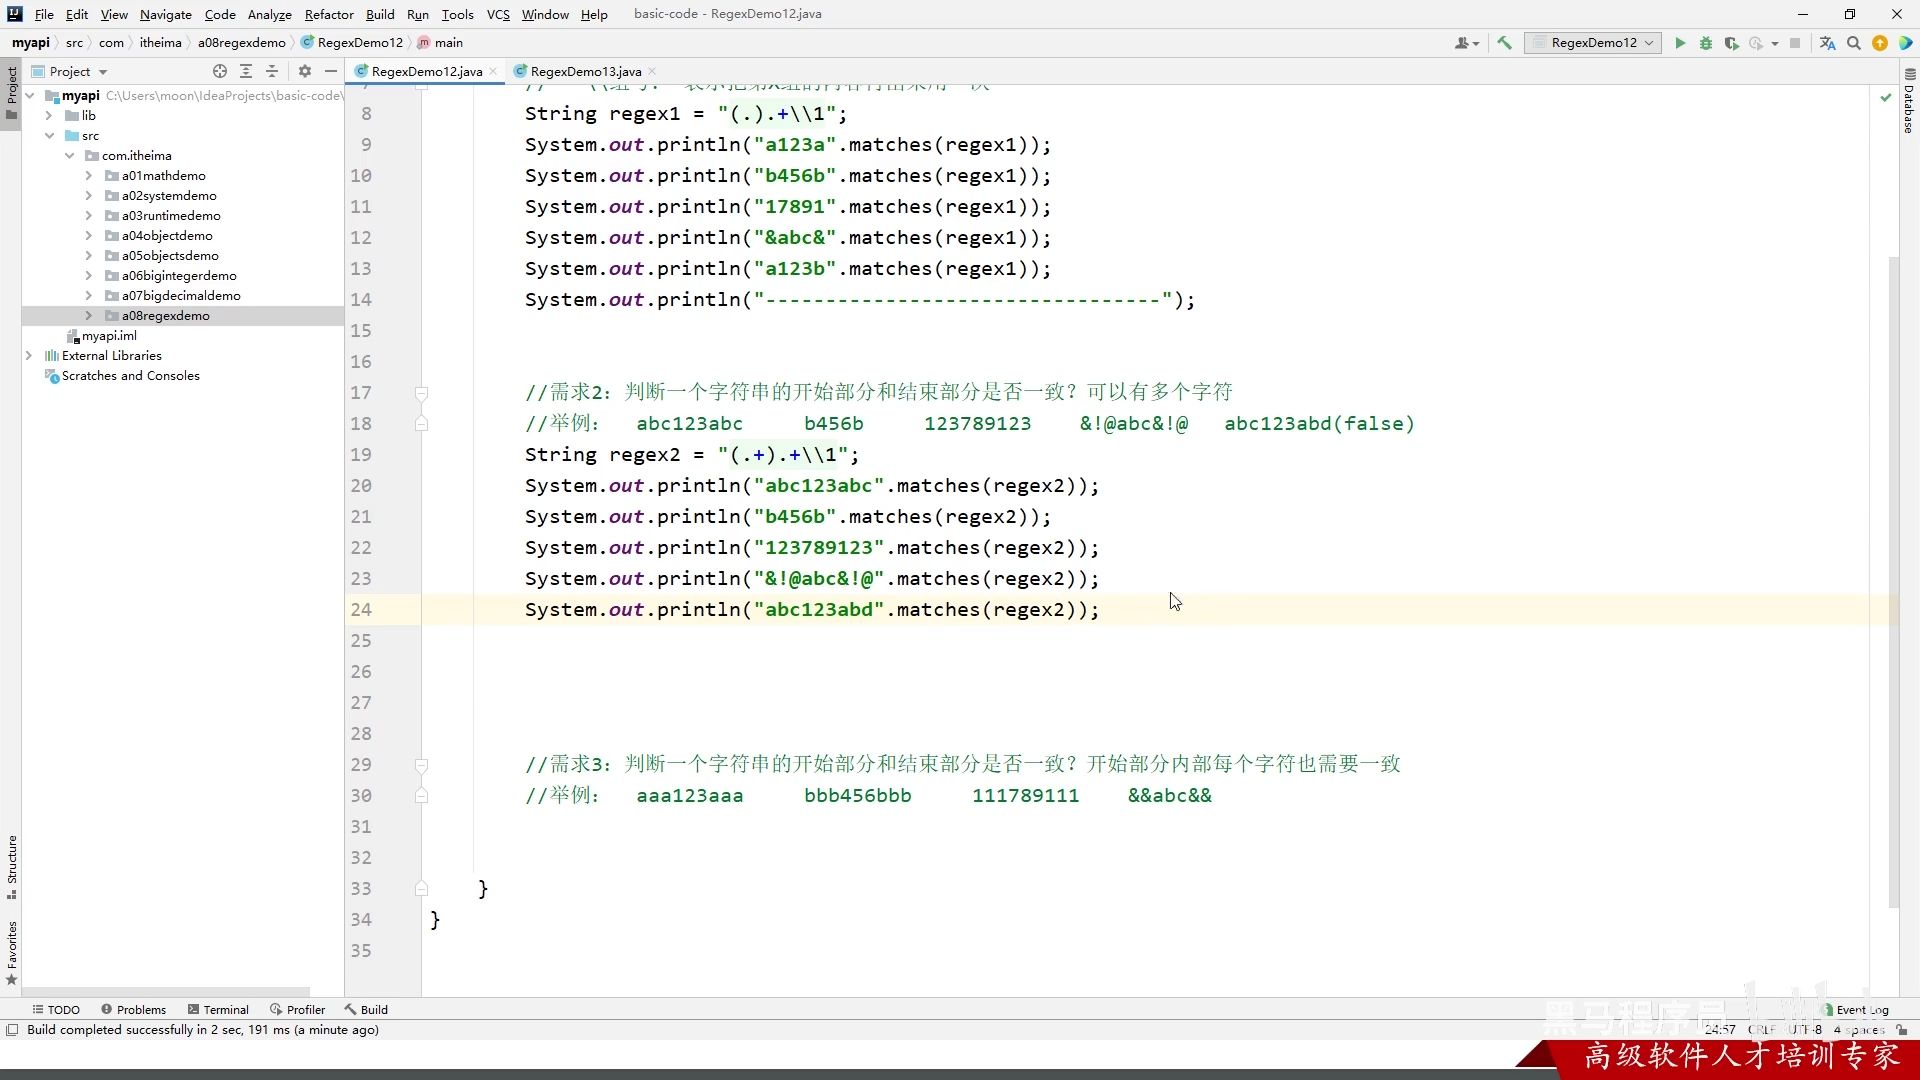 File Edit View Navigate Code Analyze Refactor Build Run Tools VCS Window Help basic-code - RegexDemo12.java
myapi src com itheima a08regexdemo RegexDemo12 main RegexDemo12
Project RegexDemo12.java RegexDemo13.java
myapi C:\Users\moon\IdeaProjects\basic-code\
lib
src
com.itheima
a01mathdemo
a02systemdemo
a03runtimedemo
a04objectdemo
a05objectsdemo
a06bigintegerdemo
a07bigdecimaldemo
a08regexdemo
myapi.iml
External Libraries
Scratches and Consoles
Project
Structure
Favorites
Database
8 String regex1 = "(.).+\\1";
9 System.out.println("a123a".matches(regex1));
10 System.out.println("b456b".matches(regex1));
11 System.out.println("17891".matches(regex1));
12 System.out.println("&abc&".matches(regex1));
13 System.out.println("a123b".matches(regex1));
14 System.out.println("---------------------------------");
15
16
17 //需求2：判断一个字符串的开始部分和结束部分是否一致？可以有多个字符
18 //举例： abc123abc b456b 123789123 &!@abc&!@ abc123abd(false)
19 String regex2 = "(.+).+\\1";
20 System.out.println("abc123abc".matches(regex2));
21 System.out.println("b456b".matches(regex2));
22 System.out.println("123789123".matches(regex2));
23 System.out.println("&!@abc&!@".matches(regex2));
24 System.out.println("abc123abd".matches(regex2));
25
26
27
28
29 //需求3：判断一个字符串的开始部分和结束部分是否一致？开始部分内部每个字符也需要一致
30 //举例： aaa123aaa bbb456bbb 111789111 &&abc&&
31
32
33 }
34 }
35
TODO Problems Terminal Profiler Build Event Log
Build completed successfully in 2 sec, 191 ms (a minute ago) 24:57 CRLF UTF-8 4 spaces
黑马程序员
高级软件人才培训专家